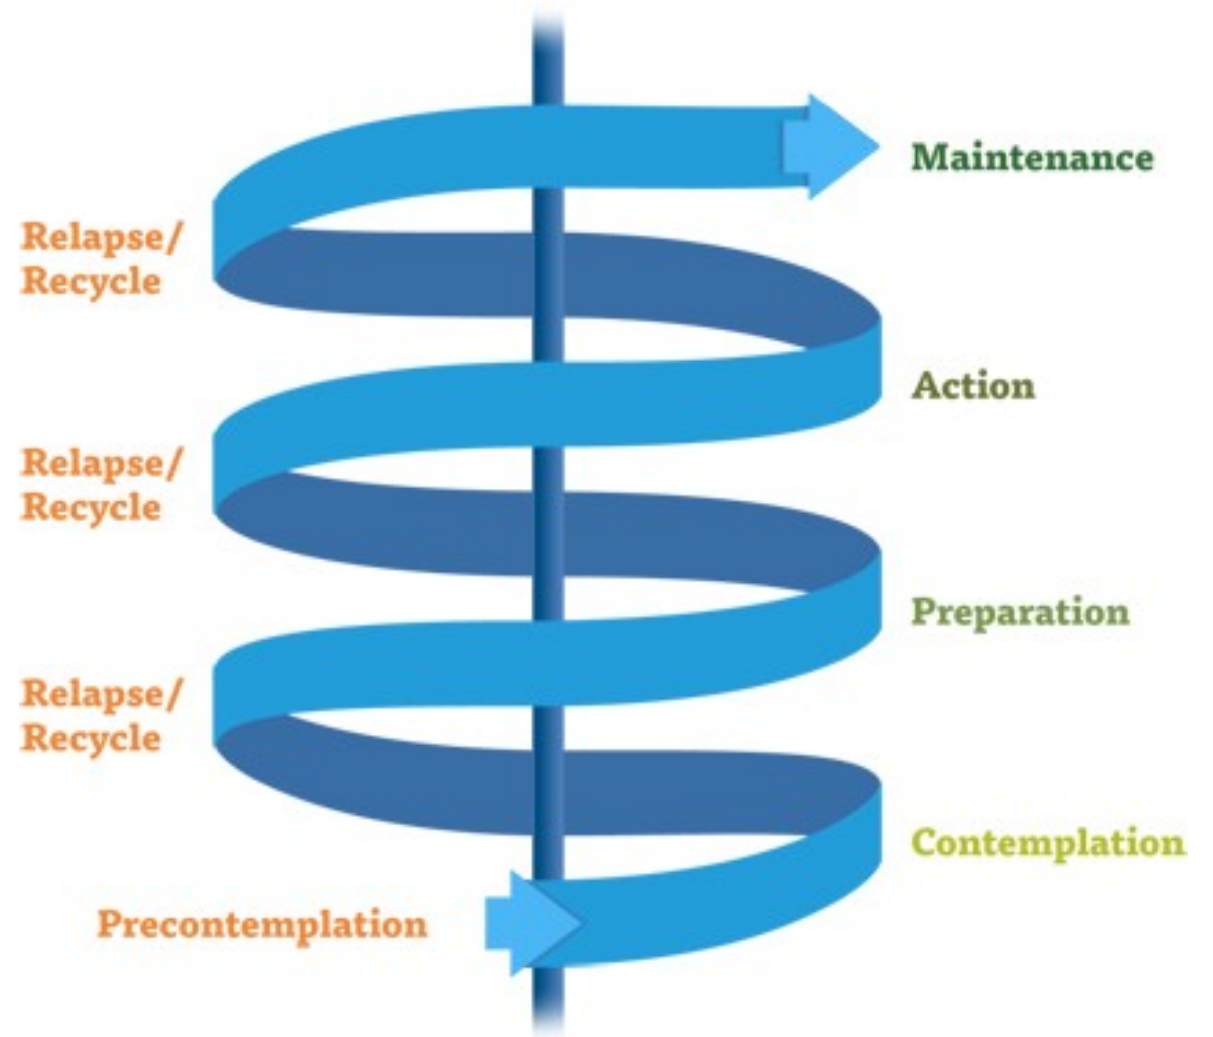 Maintenance
Relapse/
Recycle
Action
Relapse/
Recycle
Preparation
Relapse/
Recycle
Contemplation
Precontemplation